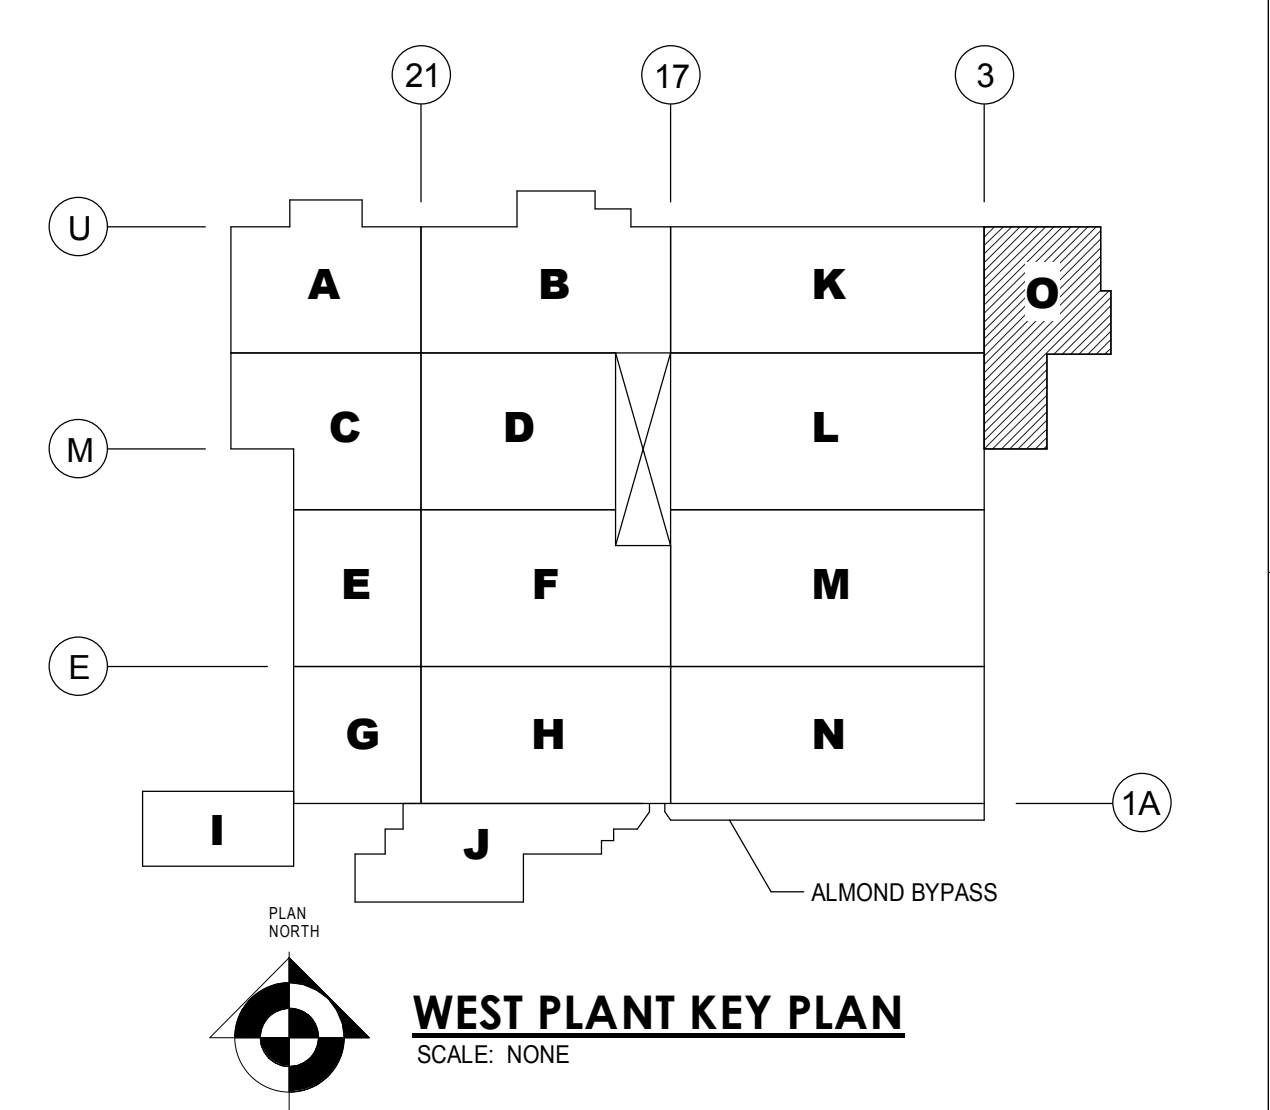 21 17 3
U
A B K O
M
C D L
E F M
E
G H N
1A
I J
ALMOND BYPASS
PLAN
NORTH
WEST PLANT KEY PLAN
SCALE: NONE